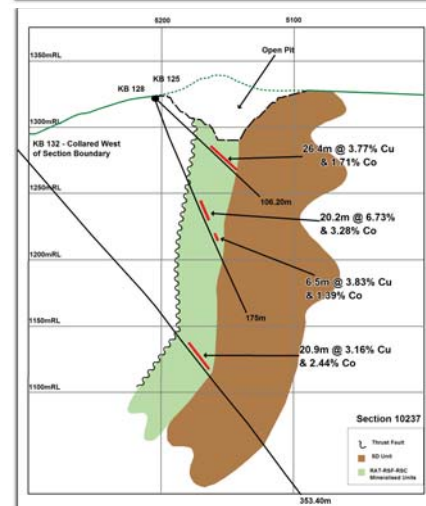 5200
5100
1350mRL
Open Pit
KB 125
KB 128
1300mRL
KB 132 - Collared West
of Section Boundary
26.4m @ 3.77% Cu
& 1.71% Co
1250mRL
106.20m
20.2m @ 6.73%
& 3.28% Co
1200mRL
6.5m @ 3.83% Cu
& 1.39% Co
175m
1150mRL
20.9m @ 3.16% Cu
& 2.44% Co
1100mRL
Section 10237
Thrust Fault
SD Unit
RAT-RSF-RSC
Mineralised Units
353.40m